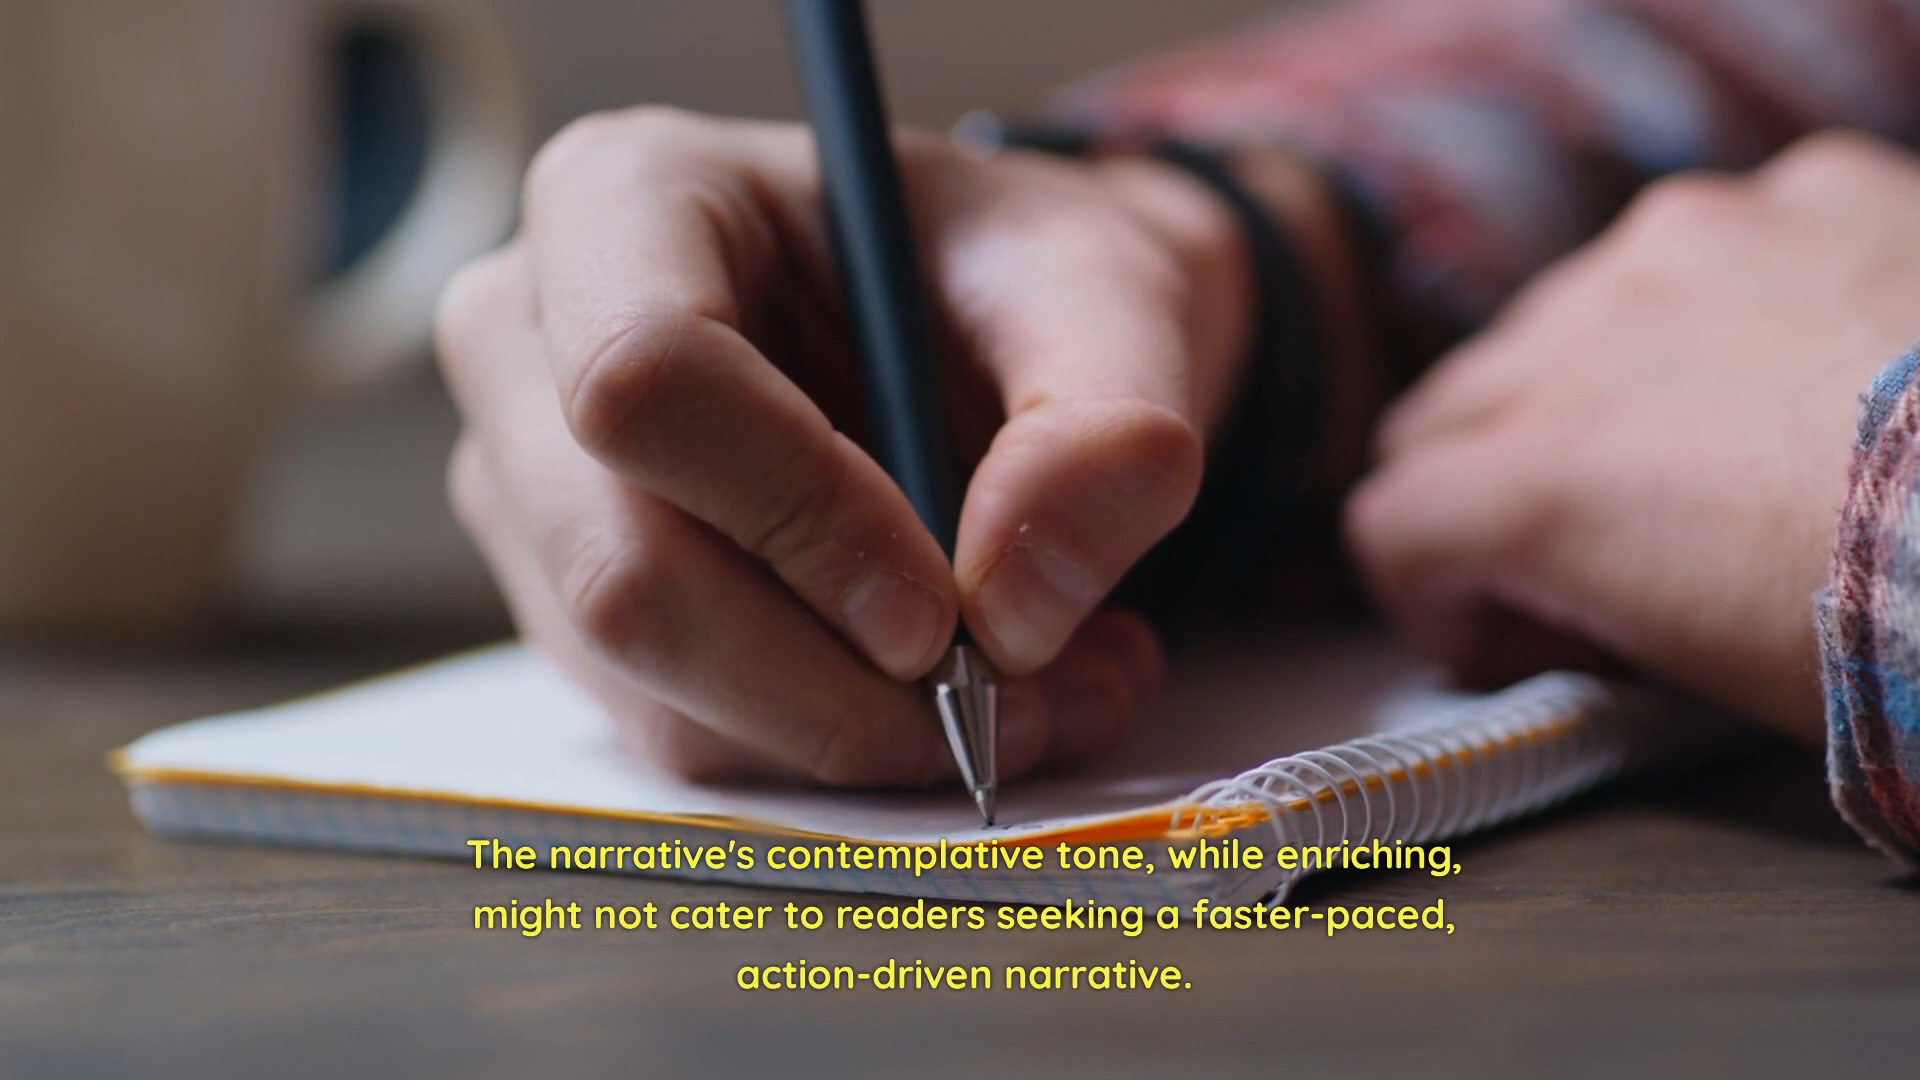 The narrative's contemplative tone, while enriching,
might not cater to readers seeking a faster-paced,
action-driven narrative.